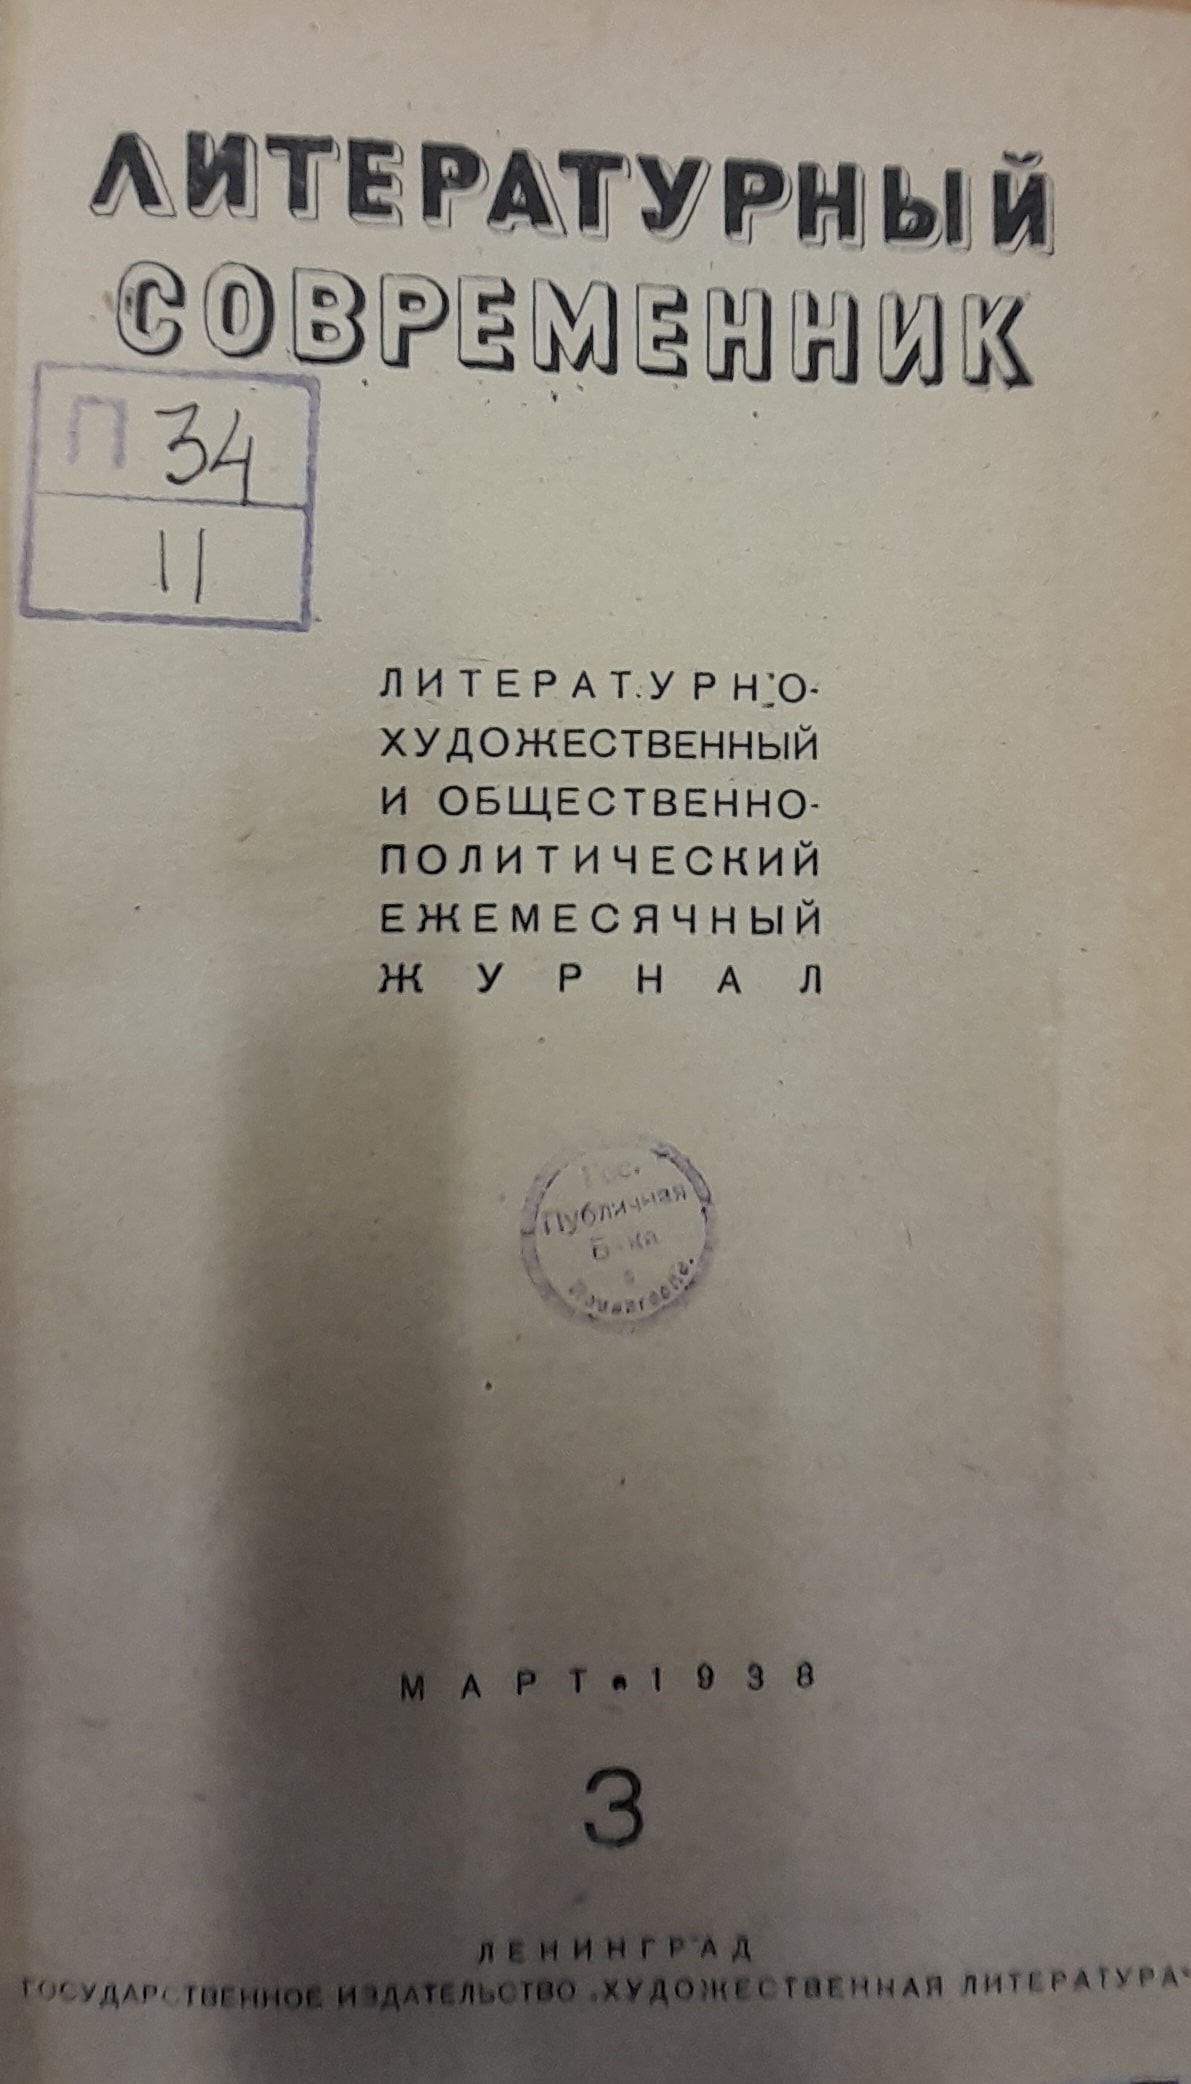 ЛИТЕРАТУРНЫЙ
СОВРЕМЕННИК
П 34
11
ЛИТЕРАТУРНО-
ХУДОЖЕСТВЕННЫЙ
И ОБЩЕСТВЕННО-
ПОЛИТИЧЕСКИЙ
ЕЖЕМЕСЯЧНЫЙ
ЖУРНАЛ
Гос.
Публичная
Б-ка
в
МАРТ • 1938
3
ЛЕНИНГРАД
ГОСУДАРСТВЕННОЕ ИЗДАТЕЛЬСТВО „ХУДОЖЕСТВЕННАЯ ЛИТЕРАТУРА“